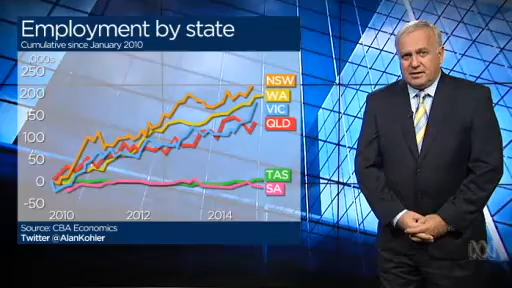 Employment by state
Cumulative since January 2010
,000s
250
200
150
100
50
0
-50
NSW
WA
VIC
QLD
TAS
SA
2010 2012 2014
Source: CBA Economics
Twitter @AlanKohler